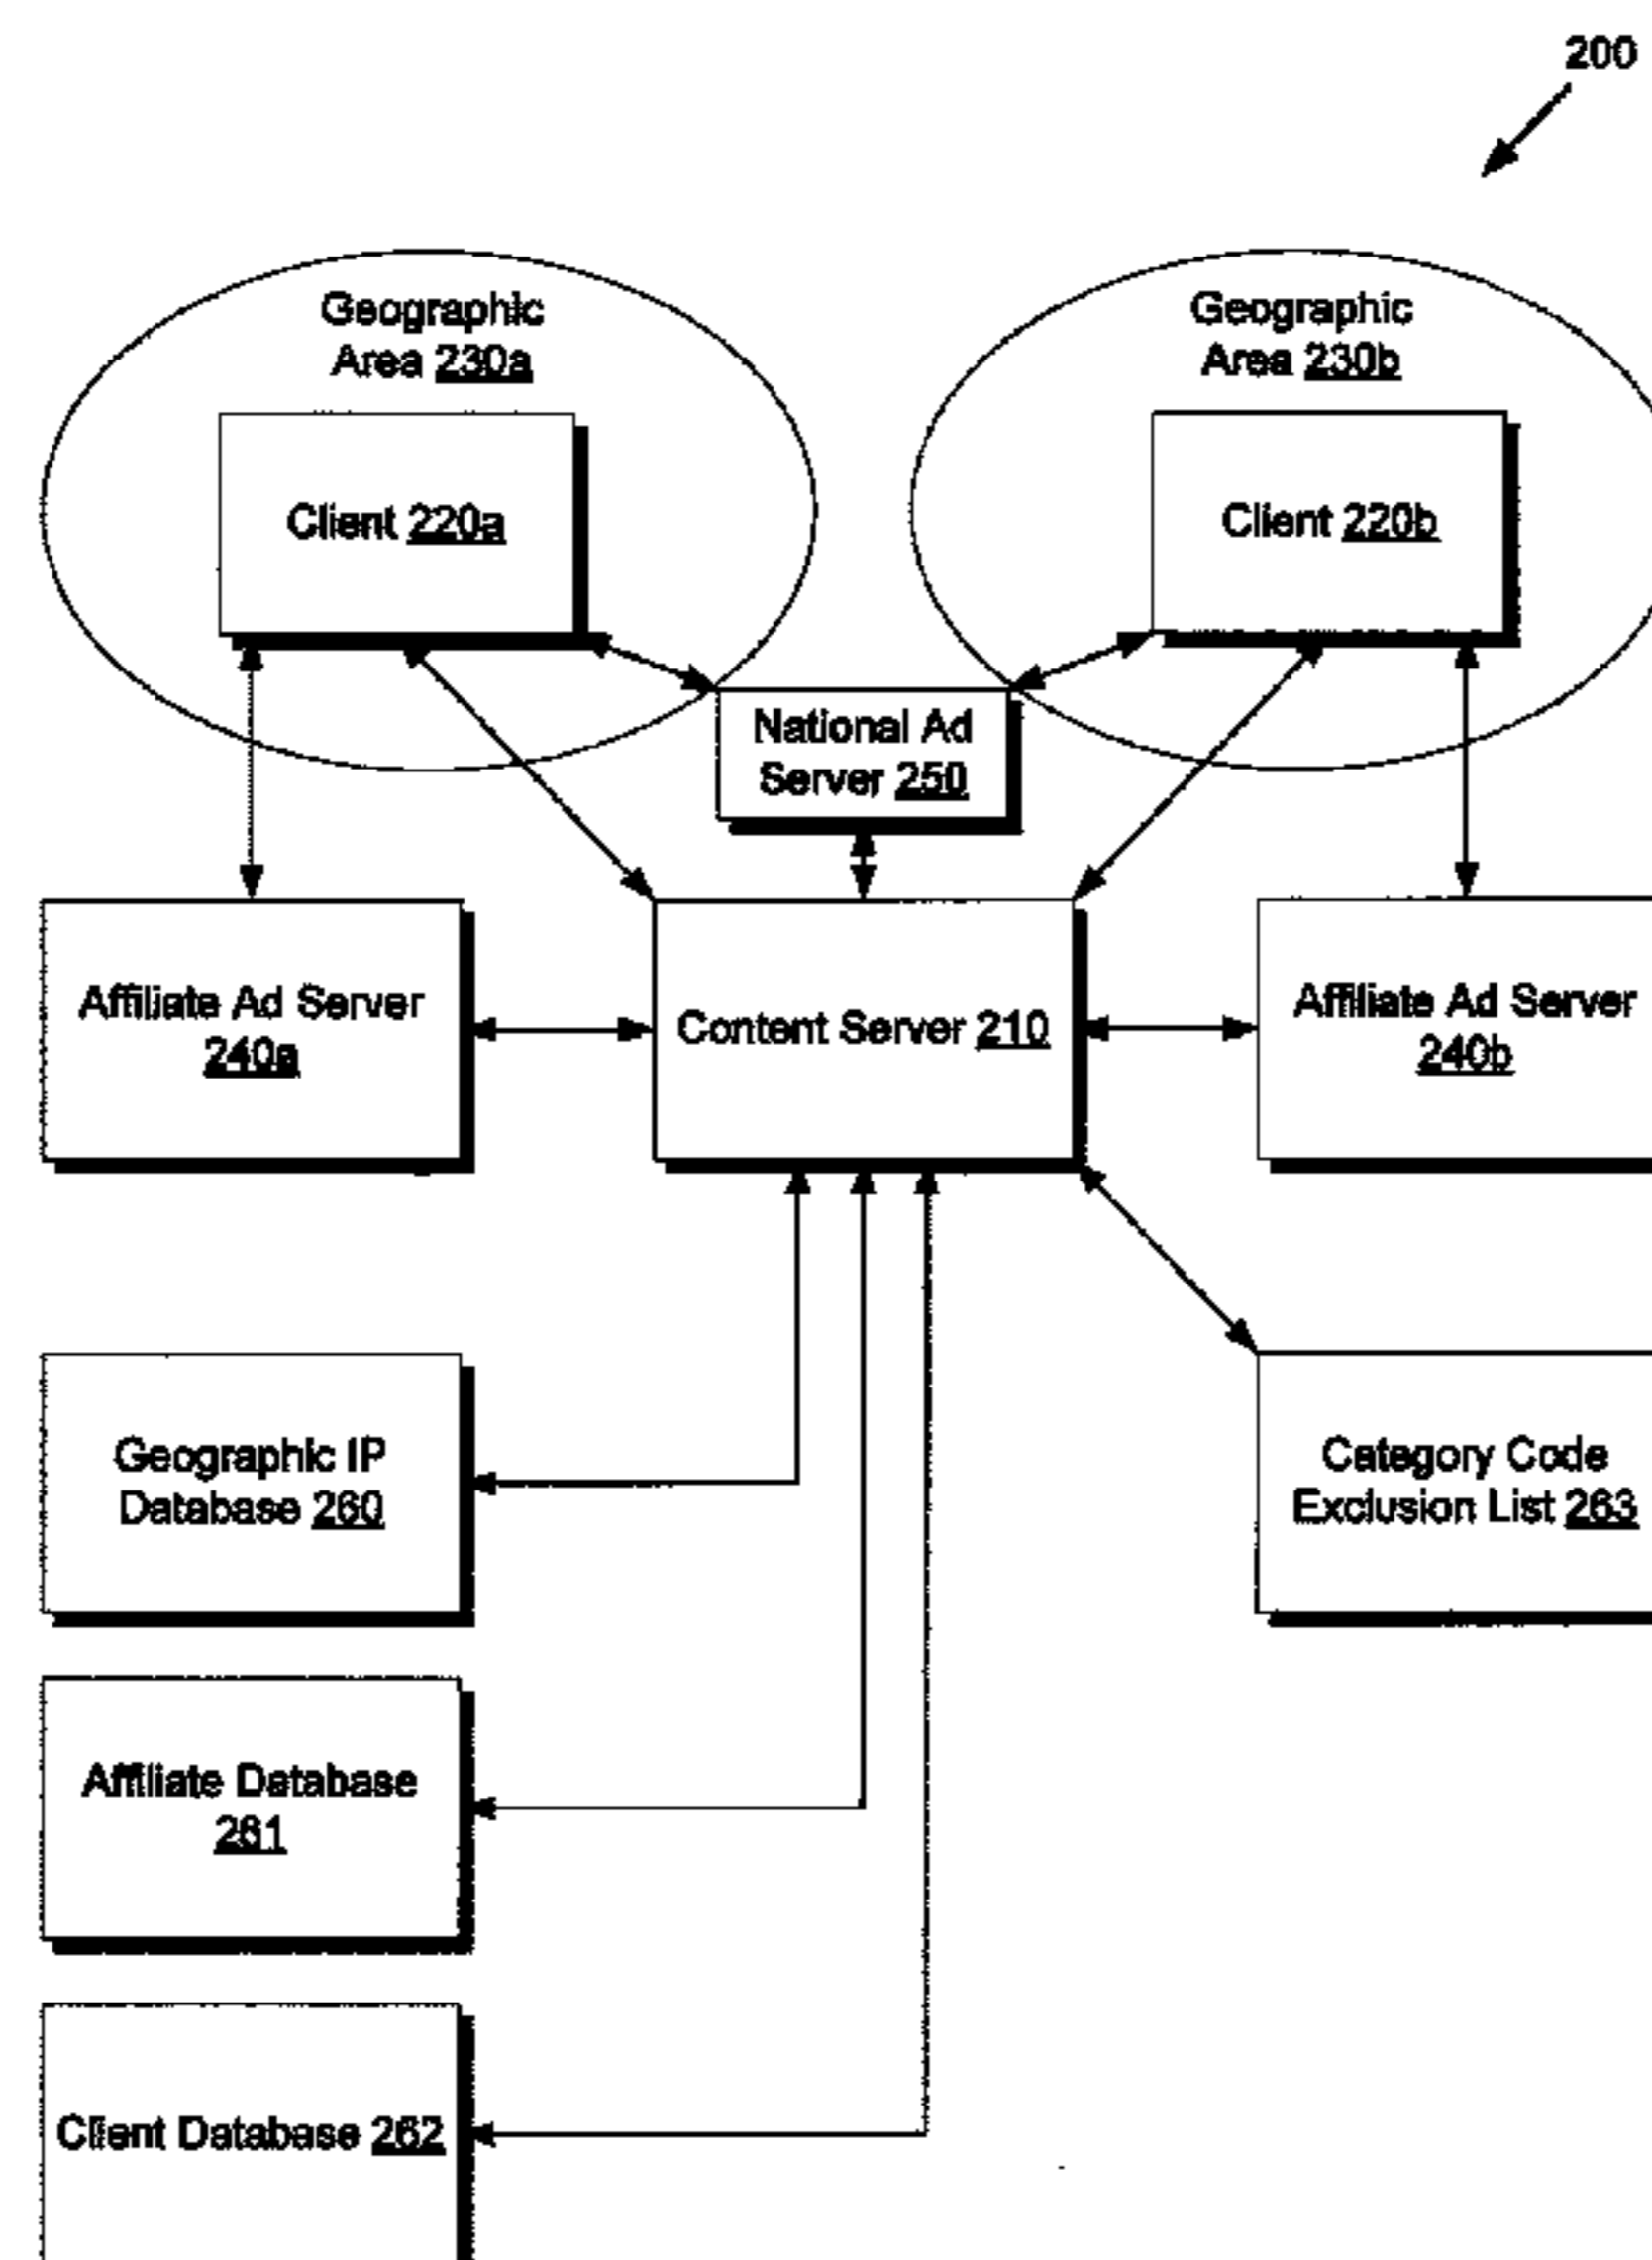 200
Geographic
Area 230a
Geographic
Area 230b
Client 220a
Client 220b
National Ad
Server 250
Affiliate Ad Server
240a
Content Server 210
Affiliate Ad Server
240b
Geographic IP
Database 260
Category Code
Exclusion List 263
Affiliate Database
261
Client Database 262